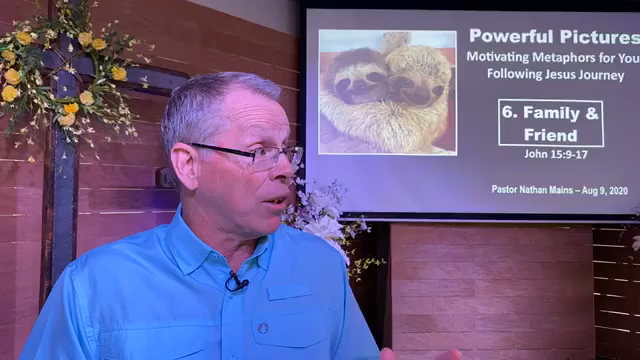 Powerful Pictures
Motivating Metaphors for You
Following Jesus Journey
6. Family &
Friend
John 15:9-17
Pastor Nathan Mains – Aug 9, 2020